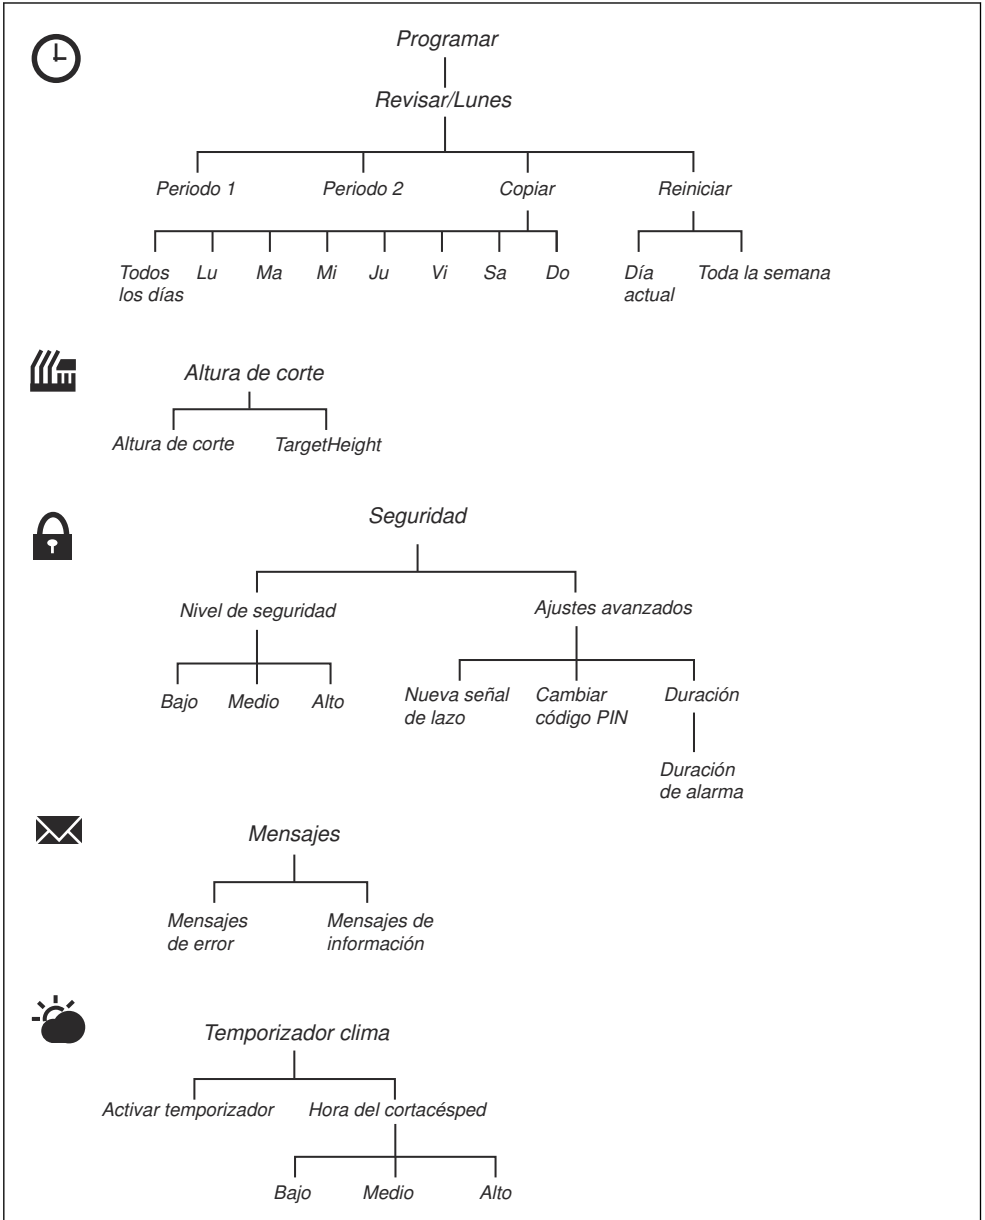 Programar
Revisar/Lunes
Periodo 1 Periodo 2 Copiar Reiniciar
Todos los días Lu Ma Mi Ju Vi Sa Do Día actual Toda la semana
Altura de corte
Altura de corte TargetHeight
Seguridad
Nivel de seguridad Ajustes avanzados
Bajo Medio Alto Nueva señal de lazo Cambiar código PIN Duración
Duración
de alarma
Mensajes
Mensajes de error Mensajes de información
Temporizador clima
Activar temporizador Hora del cortacésped
Bajo Medio Alto